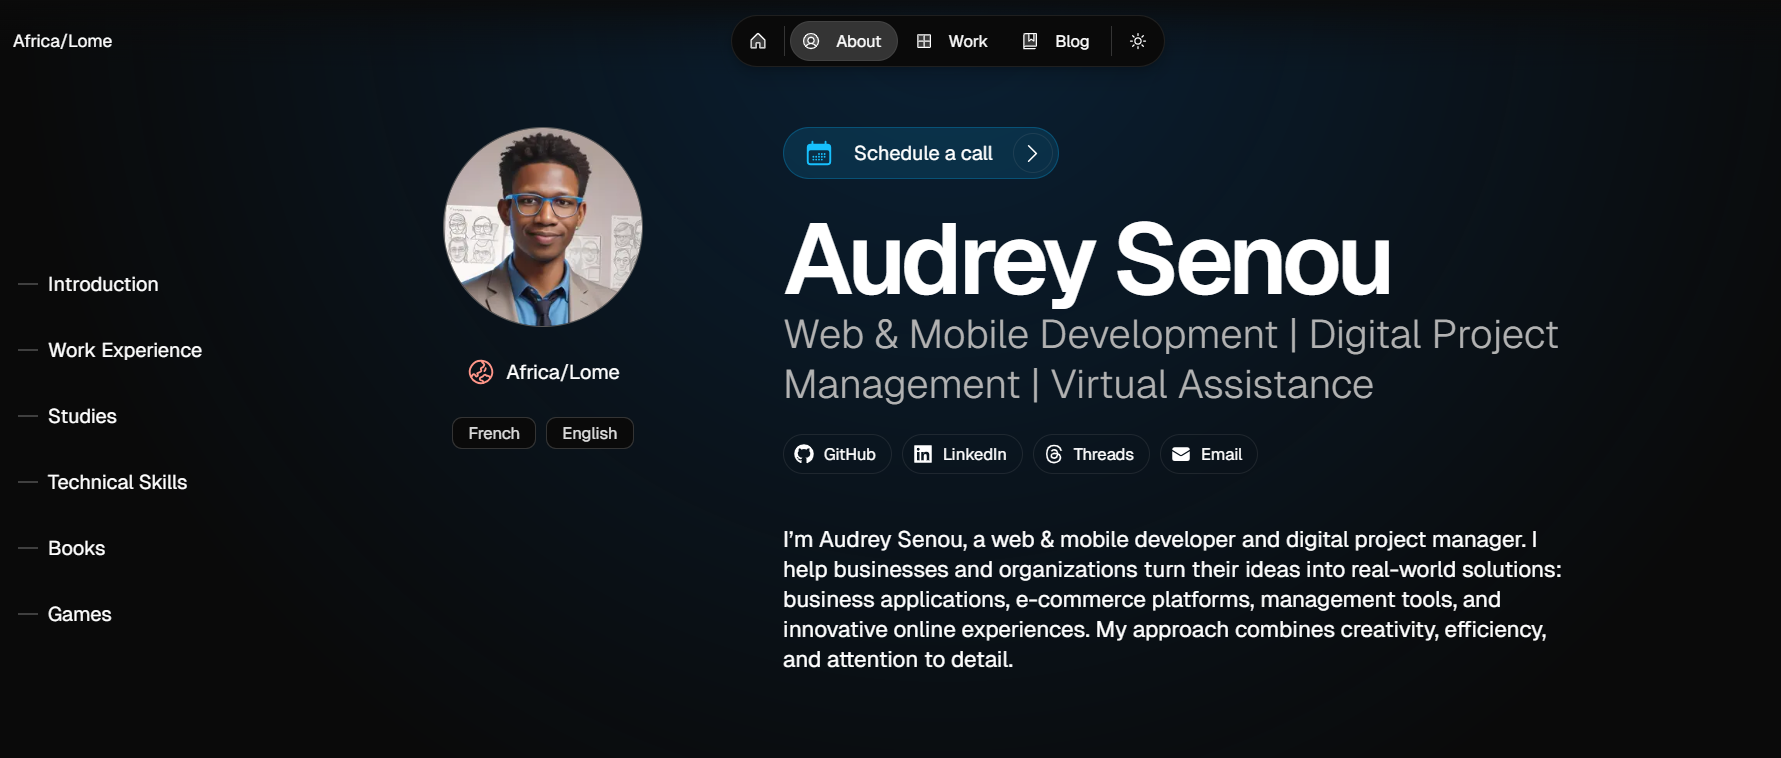 Africa/Lome
About
Work
Blog
Schedule a call
Audrey Senou
Web & Mobile Development | Digital Project
Management | Virtual Assistance
Africa/Lome
French
English
GitHub
LinkedIn
Threads
Email
I’m Audrey Senou, a web & mobile developer and digital project manager. I
help businesses and organizations turn their ideas into real-world solutions:
business applications, e-commerce platforms, management tools, and
innovative online experiences. My approach combines creativity, efficiency,
and attention to detail.
Introduction
Work Experience
Studies
Technical Skills
Books
Games